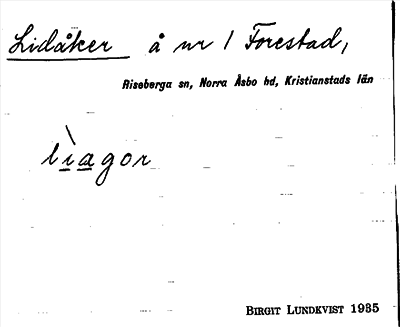 Lidåker å nr 1 Forestad,
Riseberga sn, Norra Åsbo hd, Kristianstads län
lìagor
BIRGIT LUNDKVIST 1935